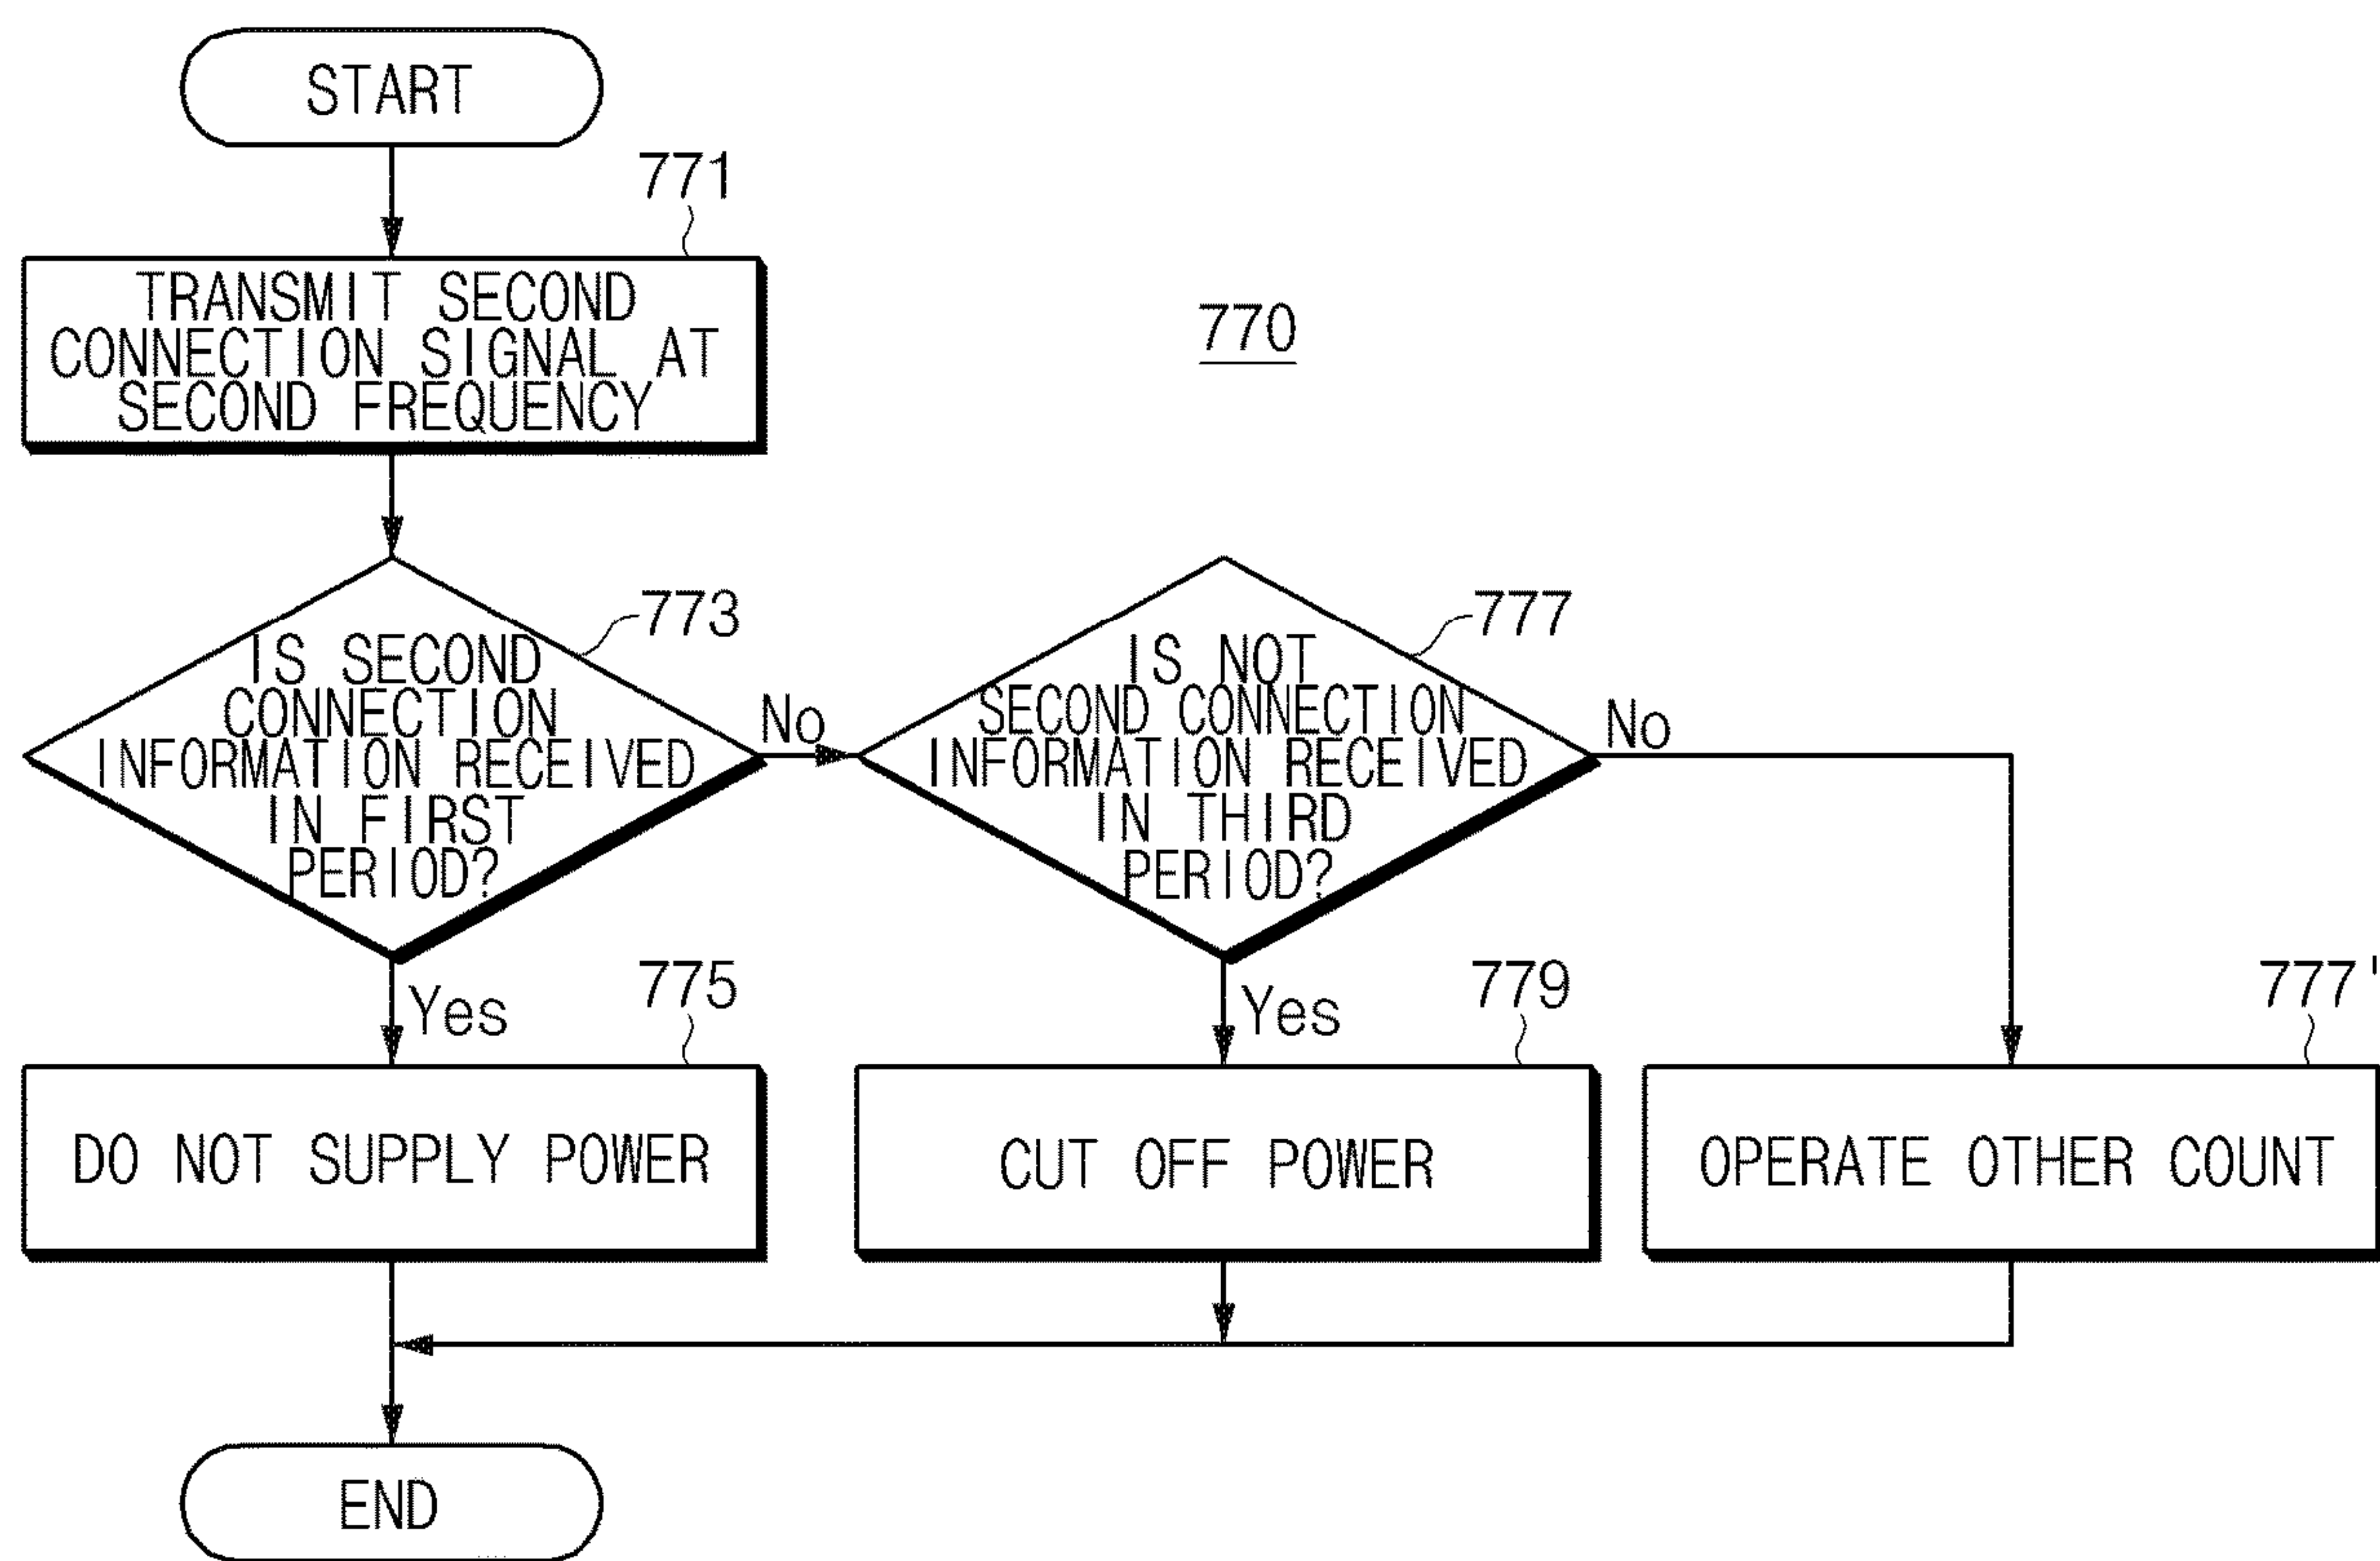 START
771
TRANSMIT SECOND
CONNECTION SIGNAL AT
SECOND FREQUENCY
770
773
IS SECOND
CONNECTION
INFORMATION RECEIVED
IN FIRST
PERIOD?
No
777
IS NOT
SECOND CONNECTION
INFORMATION RECEIVED
IN THIRD
PERIOD?
No
Yes
775
DO NOT SUPPLY POWER
Yes
779
CUT OFF POWER
777'
OPERATE OTHER COUNT
END